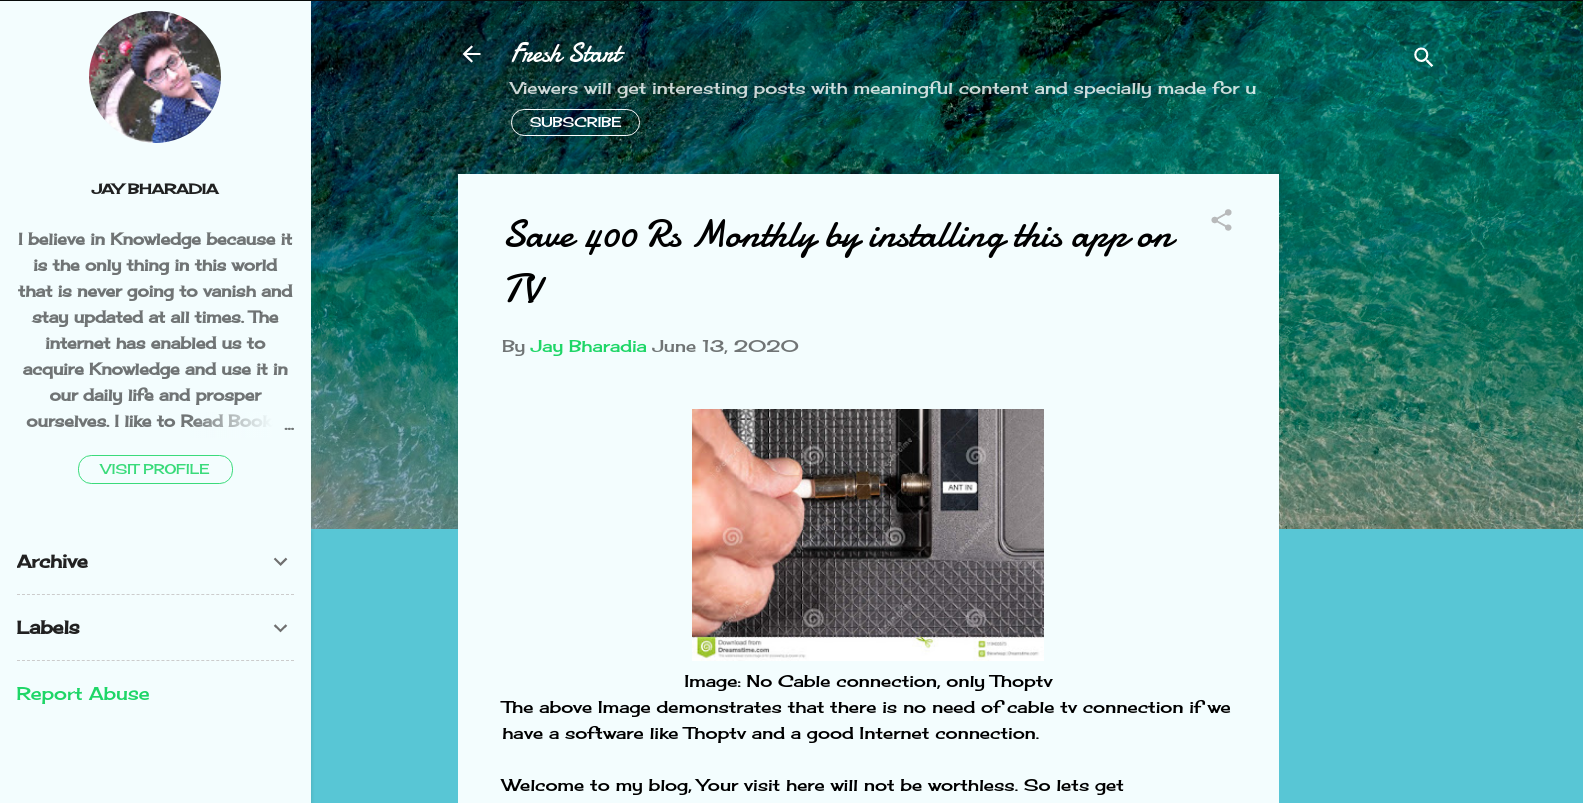 JAY BHARADIA
I believe in Knowledge because it
is the only thing in this world
that is never going to vanish and
stay updated at all times. The
internet has enabled us to
acquire Knowledge and use it in
our daily life and prosper
ourselves. I like to Read Book
...
VISIT PROFILE
Archive
Labels
Report Abuse
Fresh Start
Viewers will get interesting posts with meaningful content and specially made for u
SUBSCRIBE
Save 400 Rs Monthly by installing this app on
TV
By Jay Bharadia June 13, 2020
ANT IN
Download from
Dreamstime.com
Image: No Cable connection, only Thoptv
The above Image demonstrates that there is no need of cable tv connection if we
have a software like Thoptv and a good Internet connection.
Welcome to my blog, Your visit here will not be worthless. So lets get